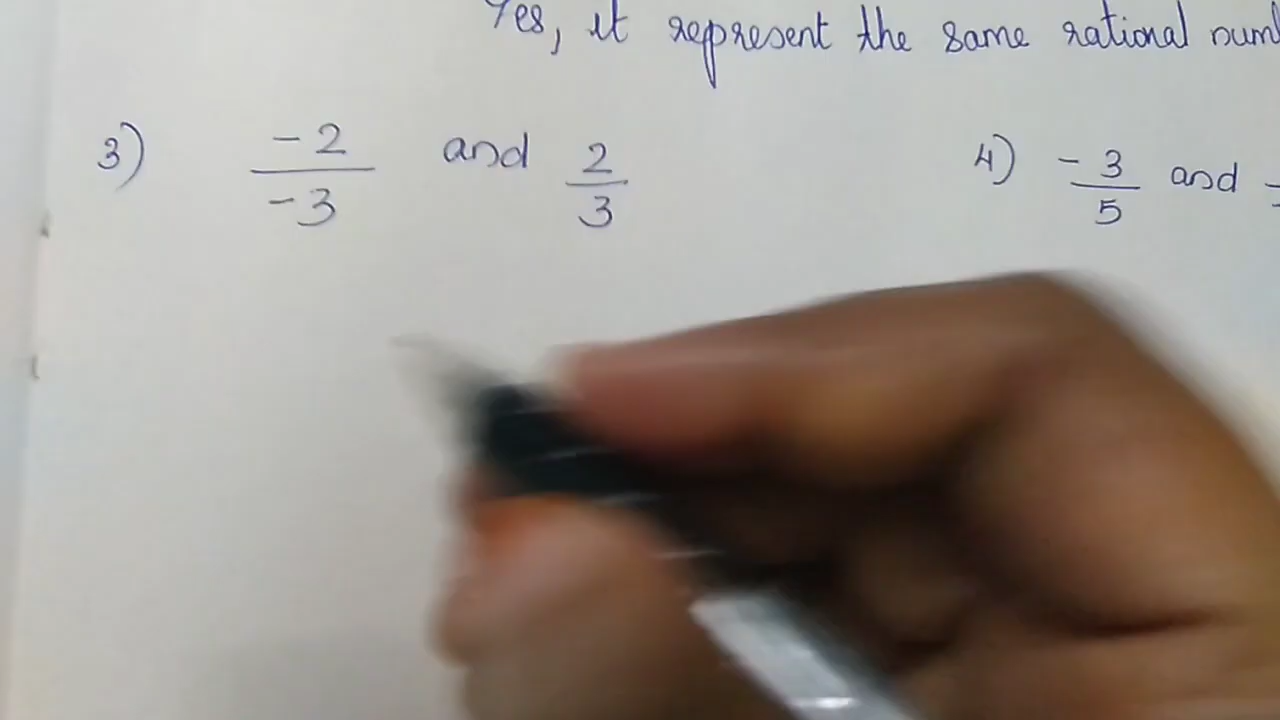 Yes, it represent the same rational
3) -2/-3 and 2/3
4) -3/5 and